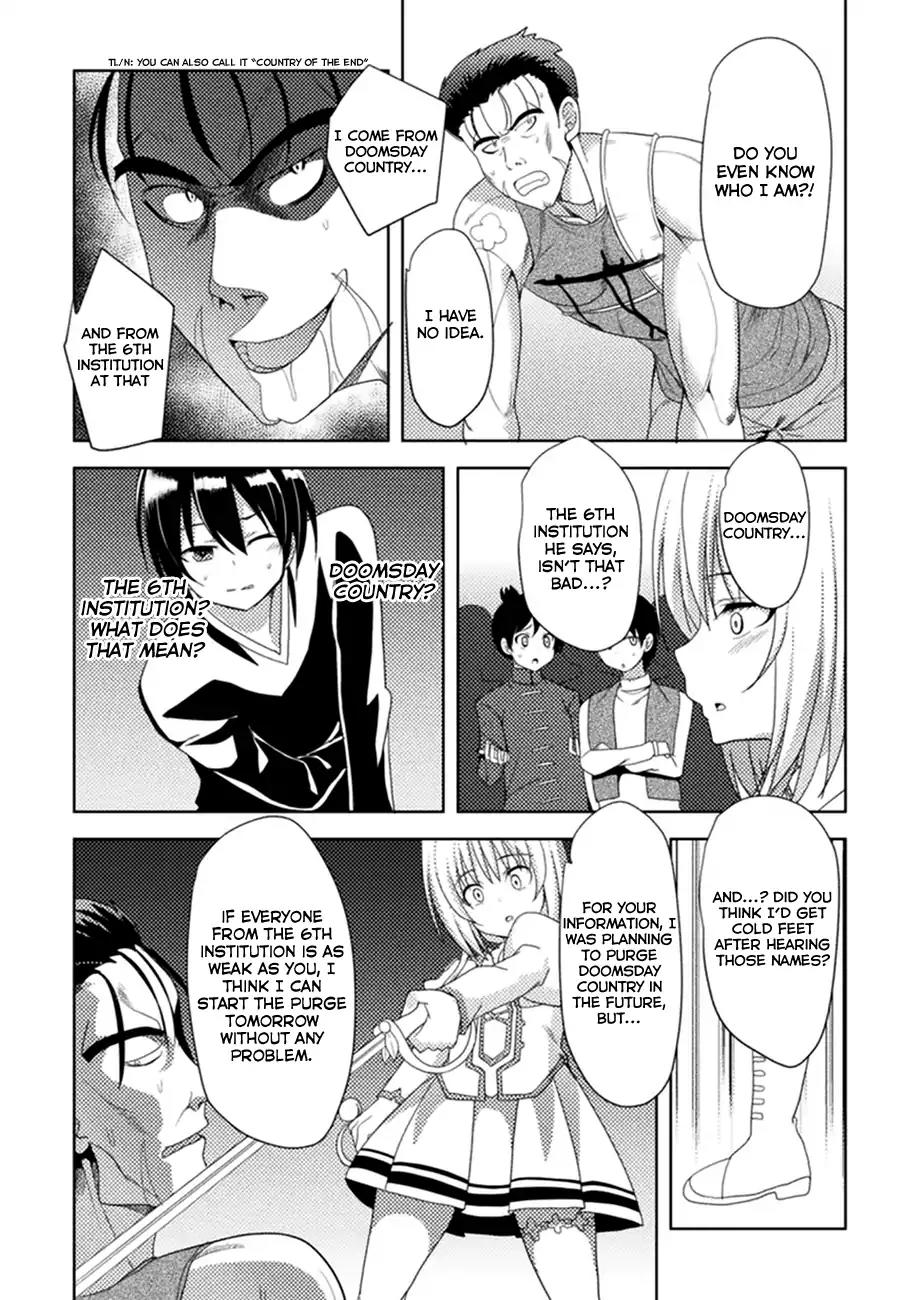 TL/N: YOU CAN ALSO CALL IT "COUNTRY OF THE END"
DO YOU
EVEN KNOW
WHO I AM?!
I HAVE
NO IDEA.
I COME FROM
DOOMSDAY
COUNTRY...
AND FROM
THE 6TH
INSTITUTION
AT THAT
DOOMSDAY
COUNTRY...
THE 6TH
INSTITUTION
HE SAYS,
ISN'T THAT
BAD...?
DOOMSDAY
COUNTRY?
THE 6TH
INSTITUTION?
WHAT DOES
THAT MEAN?
AND...? DID YOU
THINK I'D GET
COLD FEET
AFTER HEARING
THOSE NAMES?
FOR YOUR
INFORMATION, I
WAS PLANNING
TO PURGE
DOOMSDAY
COUNTRY
IN THE FUTURE,
BUT...
IF EVERYONE
FROM THE 6TH
INSTITUTION IS AS
WEAK AS YOU, I
THINK I CAN
START THE PURGE
TOMORROW
WITHOUT ANY
PROBLEM.